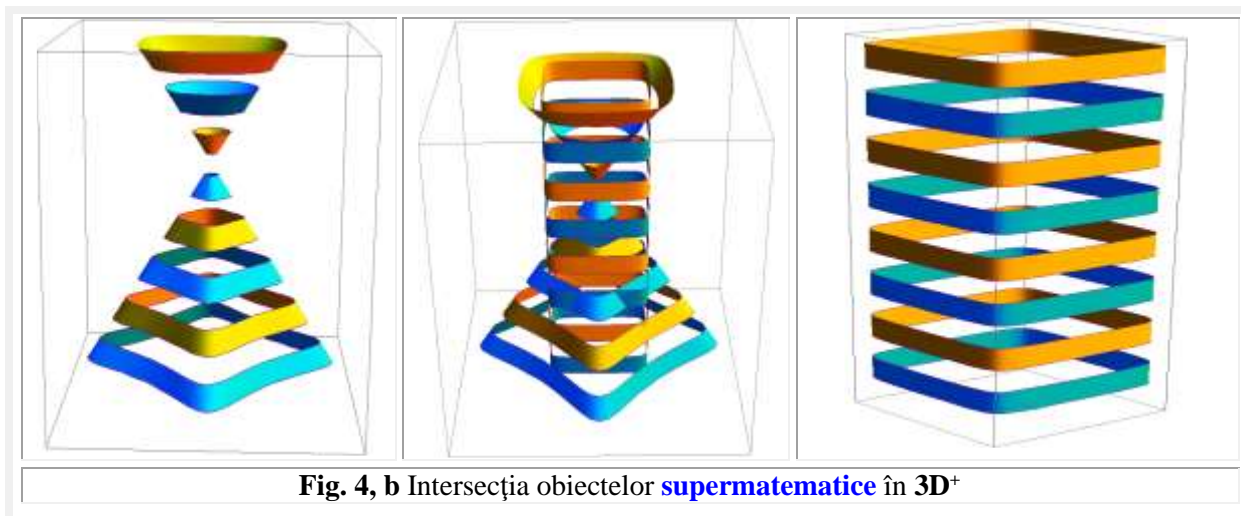 Fig. 4, b Intersecţia obiectelor supermatematice în 3D⁺